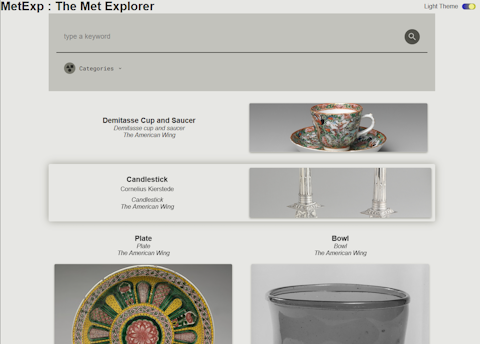 MetExp : The Met Explorer
Light Theme
type a keyword
Categories
Demitasse Cup and Saucer
Demitasse cup and saucer
The American Wing
Candlestick
Cornelius Kierstede
Candlestick
The American Wing
Plate
Plate
The American Wing
Bowl
Bowl
The American Wing